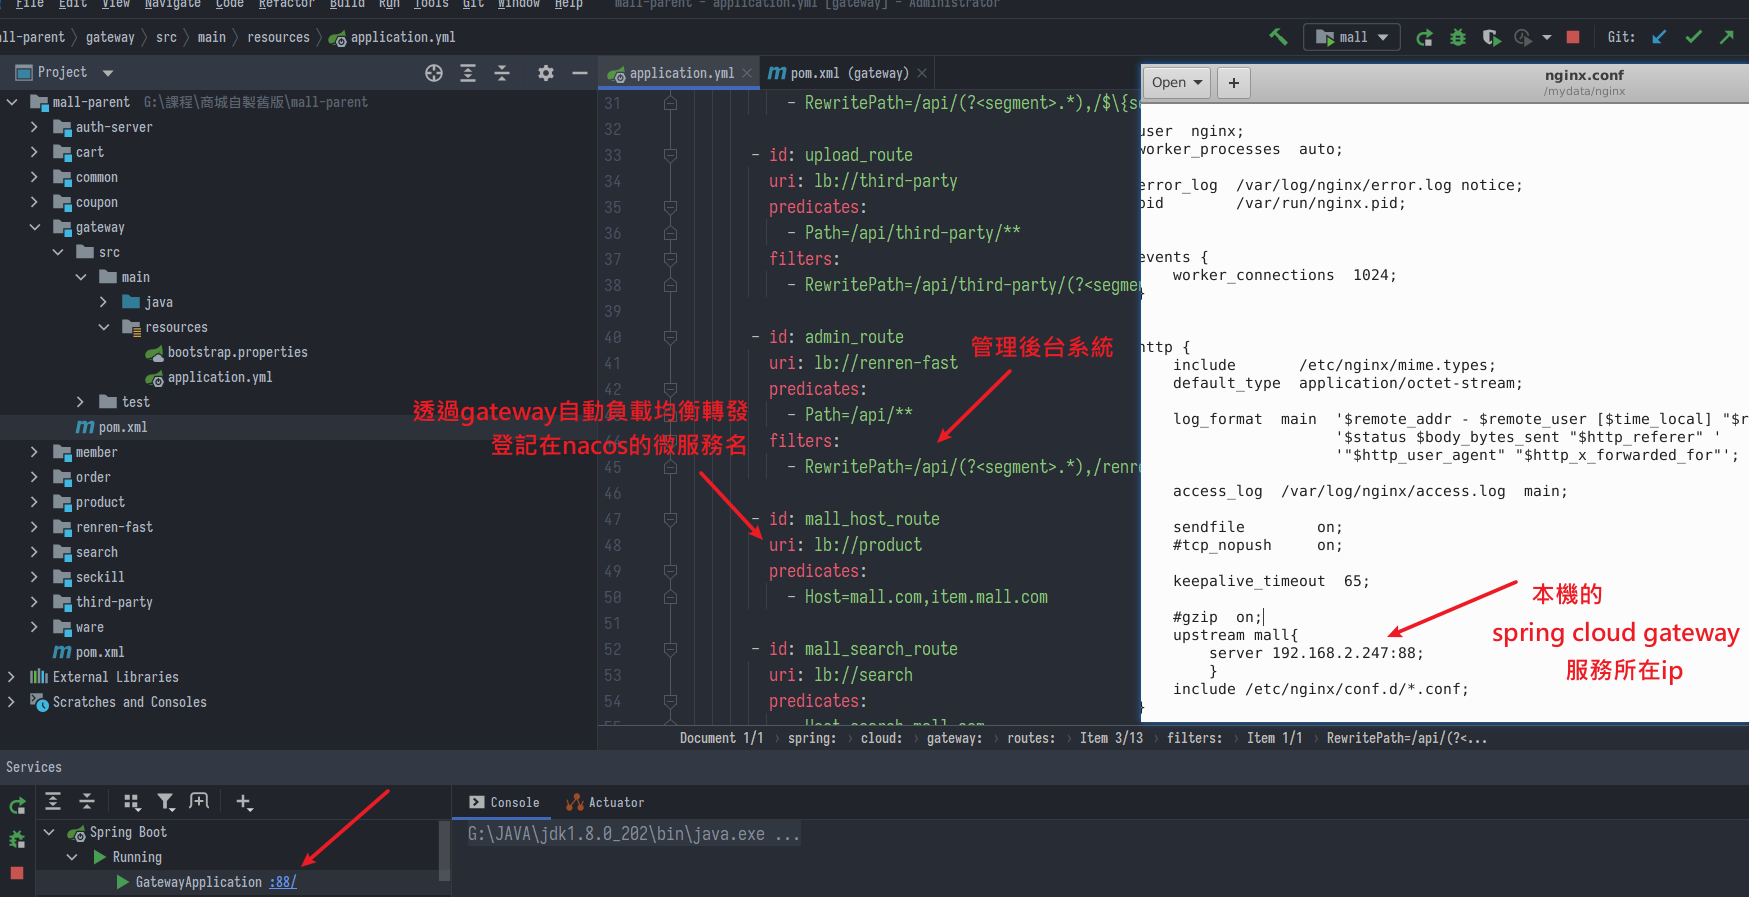 File Edit View Navigate Code Refactor Build Run Tools Git Window Help mall-parent - application.yml [gateway] - Administrator
all-parent gateway src main resources application.yml
mall
Git:
Project
application.yml
pom.xml (gateway)
mall-parent G:\課程\商城自製舊版\mall-parent
auth-server
cart
common
coupon
gateway
src
main
java
resources
bootstrap.properties
application.yml
test
pom.xml
member
order
product
renren-fast
search
seckill
third-party
ware
pom.xml
External Libraries
Scratches and Consoles
31 - RewritePath=/api/(?<segment>.*),/$\{se
32
33 - id: upload_route
34 uri: lb://third-party
35 predicates:
36 - Path=/api/third-party/**
37 filters:
38 - RewritePath=/api/third-party/(?<segmen
39
40 - id: admin_route
41 uri: lb://renren-fast
42 predicates:
- Path=/api/**
44 filters:
45 - RewritePath=/api/(?<segment>.*),/renre
46
47 - id: mall_host_route
48 uri: lb://product
49 predicates:
50 - Host=mall.com,item.mall.com
51
52 - id: mall_search_route
53 uri: lb://search
54 predicates:
55 - Host=search.mall.com
管理後台系統
透過gateway自動負載均衡轉發
登記在nacos的微服務名
Open
nginx.conf
/mydata/nginx
user nginx;
worker_processes auto;
error_log /var/log/nginx/error.log notice;
pid /var/run/nginx.pid;
events {
worker_connections 1024;
}
http {
include /etc/nginx/mime.types;
default_type application/octet-stream;
log_format main '$remote_addr - $remote_user [$time_local] "$r
'$status $body_bytes_sent "$http_referer" '
'"$http_user_agent" "$http_x_forwarded_for"';
access_log /var/log/nginx/access.log main;
sendfile on;
#tcp_nopush on;
keepalive_timeout 65;
#gzip on;
upstream mall{
server 192.168.2.247:88;
}
include /etc/nginx/conf.d/*.conf;
}
本機的
spring cloud gateway
服務所在ip
Document 1/1 spring: cloud: gateway: routes: Item 3/13 filters: Item 1/1 RewritePath=/api/(?<...
Services
Console
Actuator
Spring Boot
Running
GatewayApplication :88/
G:\JAVA\jdk1.8.0_202\bin\java.exe ...